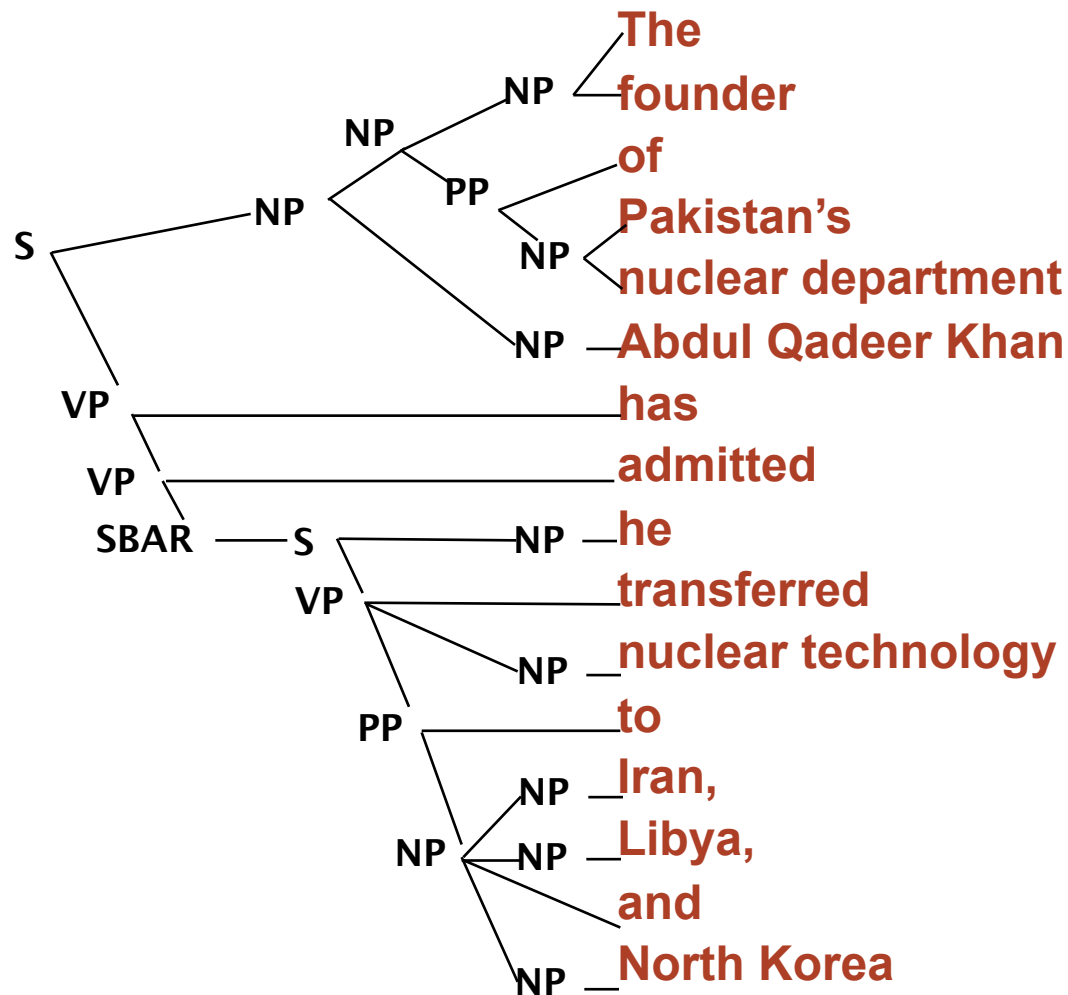 The
NP founder
NP
of
PP
NP Pakistan’s
S
NP
nuclear department
NP Abdul Qadeer Khan
VP has
VP admitted
SBAR S NP he
VP transferred
NP nuclear technology
PP to
NP Iran,
NP NP Libya,
and
NP North Korea